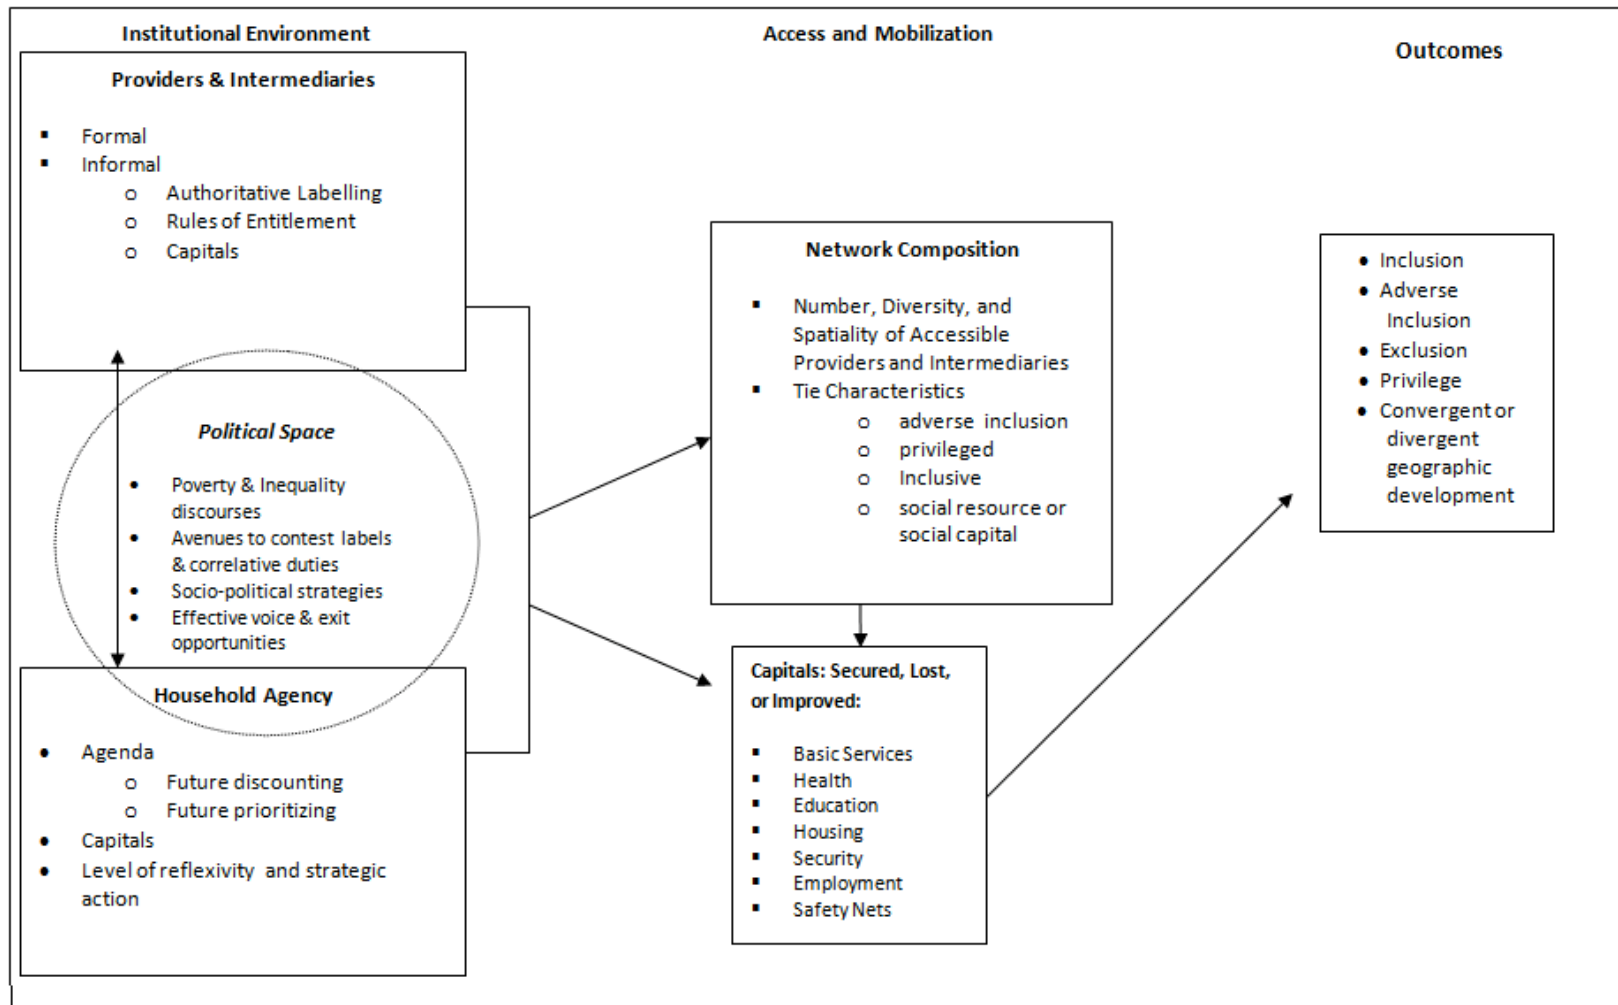 Institutional Environment
Providers & Intermediaries
▪ Formal
▪ Informal
o Authoritative Labelling
o Rules of Entitlement
o Capitals
Political Space
• Poverty & Inequality
discourses
• Avenues to contest labels
& correlative duties
• Socio-political strategies
• Effective voice & exit
opportunities
Household Agency
• Agenda
o Future discounting
o Future prioritizing
• Capitals
• Level of reflexivity and strategic
action
Access and Mobilization
Network Composition
▪ Number, Diversity, and
Spatiality of Accessible
Providers and Intermediaries
▪ Tie Characteristics
o adverse inclusion
o privileged
o Inclusive
o social resource or
social capital
Capitals: Secured, Lost,
or Improved:
▪ Basic Services
▪ Health
▪ Education
▪ Housing
▪ Security
▪ Employment
▪ Safety Nets
Outcomes
• Inclusion
• Adverse
Inclusion
• Exclusion
• Privilege
• Convergent or
divergent
geographic
development